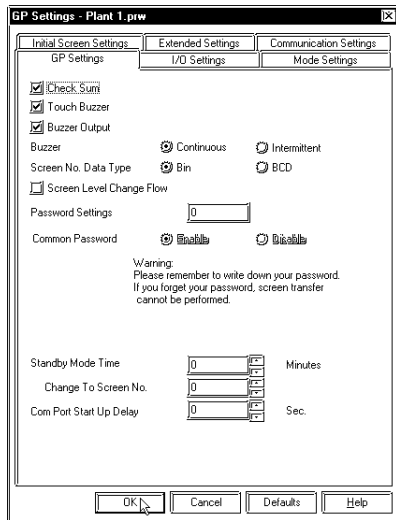 GP Settings - Plant 1.prw
Initial Screen Settings Extended Settings Communication Settings
GP Settings I/O Settings Mode Settings
Check Sum
Touch Buzzer
Buzzer Output
Buzzer Continuous Intermittent
Screen No. Data Type Bin BCD
Screen Level Change Flow
Password Settings 0
Common Password Enable Disable
Warning:
Please remember to write down your password.
If you forget your password, screen transfer
cannot be performed.
Standby Mode Time 0 Minutes
Change To Screen No. 0
Com Port Start Up Delay 0 Sec.
OK Cancel Defaults Help